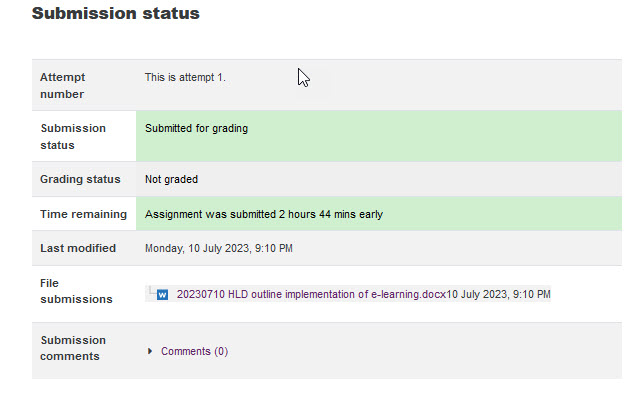 Submission status
Attempt
number
This is attempt 1.
Submission
status
Submitted for grading
Grading status
Not graded
Time remaining
Assignment was submitted 2 hours 44 mins early
Last modified
Monday, 10 July 2023, 9:10 PM
File
submissions
W
20230710 HLD outline implementation of e-learning.docx10 July 2023, 9:10 PM
Submission
comments
Comments (0)